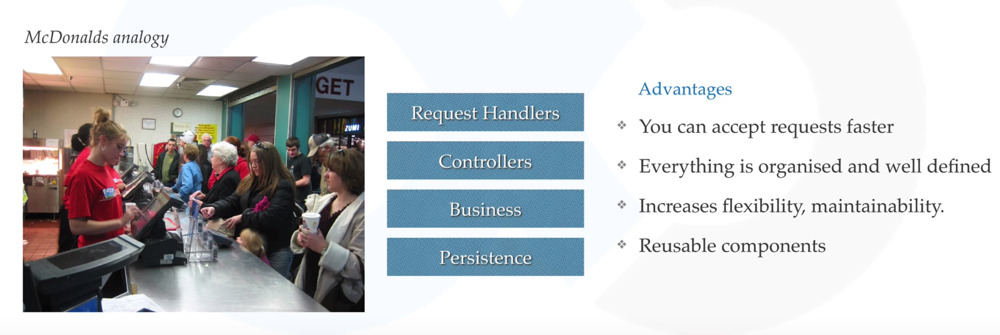 McDonalds analogy
GET
ZUMI
Request Handlers
Controllers
Business
Persistence
Advantages
❖ You can accept requests faster
❖ Everything is organised and well defined
❖ Increases flexibility, maintainability.
❖ Reusable components